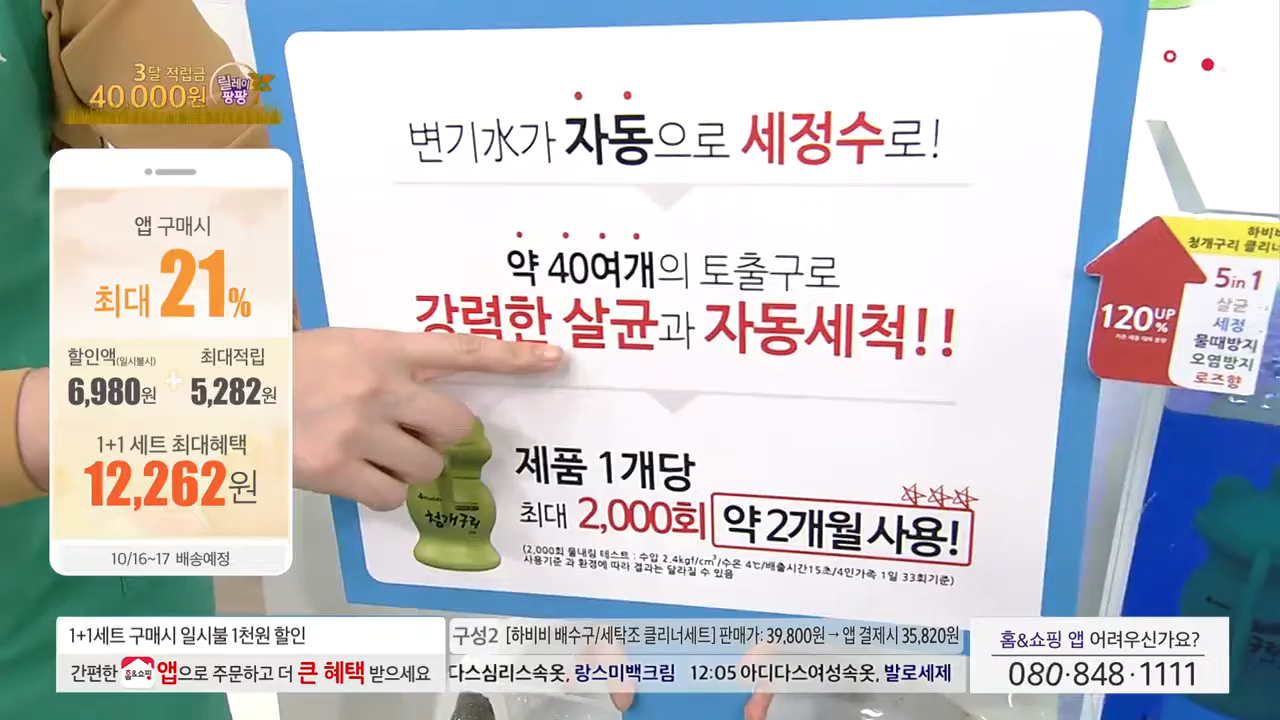 3달 적립금
40,000원
릴레이
팡팡
앱 구매시
최대 21%
할인액(일시불시)
6,980원
+
최대적립
5,282원
1+1 세트 최대혜택
12,262원
10/16~17 배송예정
변기水가 자동으로 세정수로!
약 40여개의 토출구로
강력한 살균과 자동세척!!
제품 1개당
최대 2,000회 약 2개월 사용!
(2,000회 물내림 테스트 : 수압 2.4kgf/cm³/수온 4℃/배출시간15초/4인가족 1일 33회기준)
사용기준 과 환경에 따라 결과는 달라질 수 있음
청개구리
하비비
청개구리 클리너
120% UP
5in1
살균
세정
물때방지
오염방지
로즈향
1+1세트 구매시 일시불 1천원 할인
간편한 홈&쇼핑 앱으로 주문하고 더 큰 혜택 받으세요
구성2 [하비비 배수구/세탁조 클리너세트] 판매가: 39,800원→앱 결제시 35,820원
다스심리스속옷, 랑스미백크림 12:05 아디다스여성속옷, 발로세제
홈&쇼핑 앱 어려우신가요?
080·848·1111